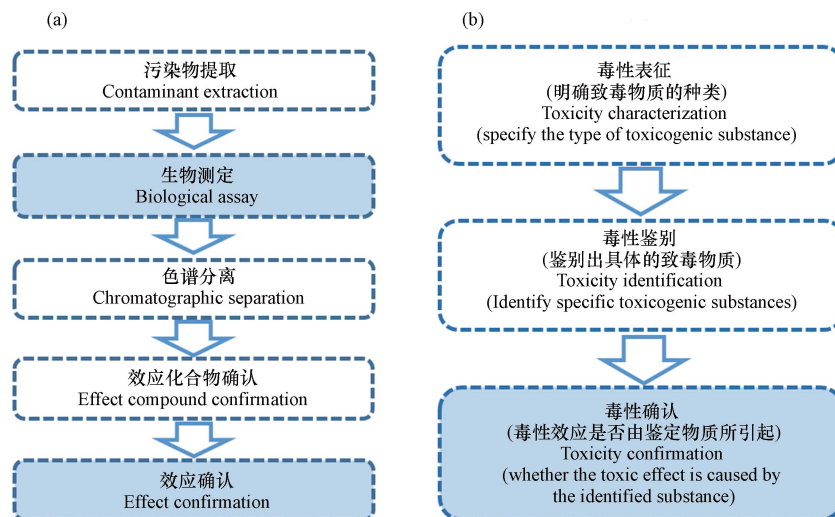 (a)
污染物提取
Contaminant extraction
生物测定
Biological assay
色谱分离
Chromatographic separation
效应化合物确认
Effect compound confirmation
效应确认
Effect confirmation
(b)
毒性表征
(明确致毒物质的种类)
Toxicity characterization
(specify the type of toxicogenic substance)
毒性鉴别
(鉴别出具体的致毒物质)
Toxicity identification
(Identify specific toxicogenic substances)
毒性确认
(毒性效应是否由鉴定物质所引起)
Toxicity confirmation
(whether the toxic effect is caused by
the identified substance)